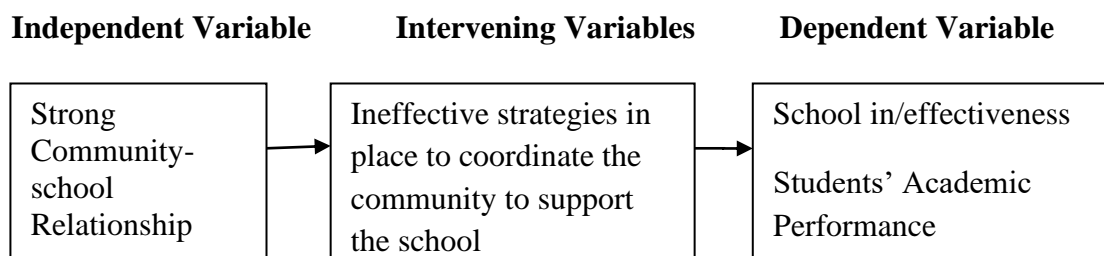 Independent Variable
Intervening Variables
Dependent Variable
Strong
Community-
school
Relationship
Ineffective strategies in
place to coordinate the
community to support
the school
School in/effectiveness
Students’ Academic
Performance